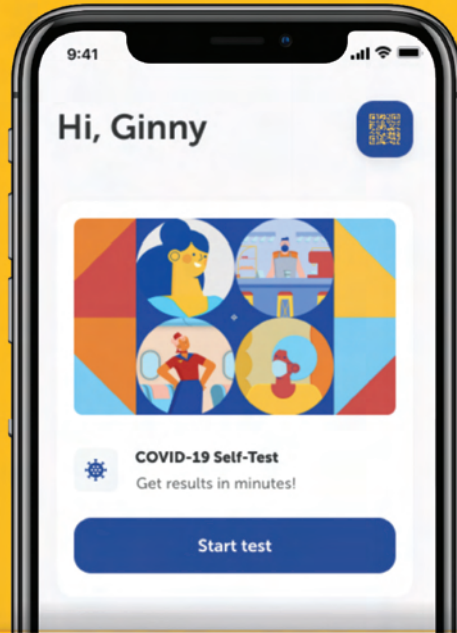 9:41
Hi, Ginny
COVID-19 Self-Test
Get results in minutes!
Start test